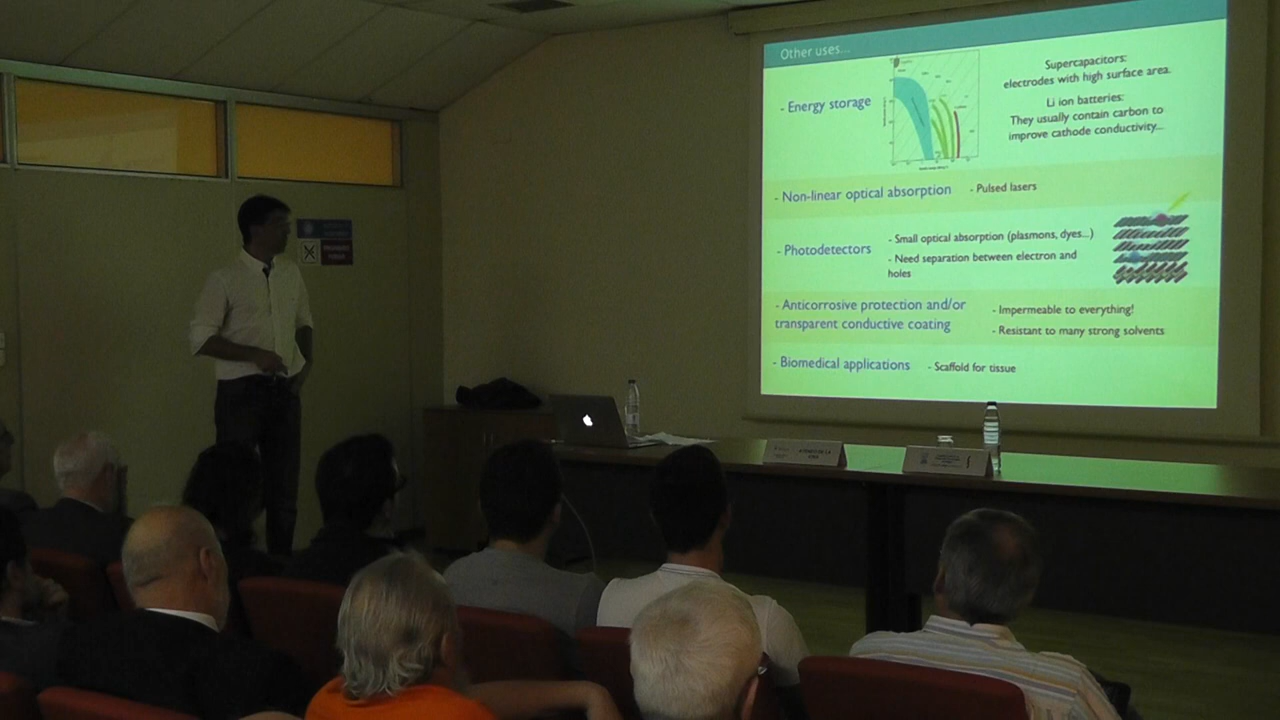 Other uses...
- Energy storage
Supercapacitors:
electrodes with high surface area.
Li ion batteries:
They usually contain carbon to
improve cathode conductivity...
- Non-linear optical absorption
- Pulsed lasers
- Photodetectors
- Small optical absorption (plasmons, dyes...)
- Need separation between electron and
holes
- Anticorrosive protection and/or
transparent conductive coating
- Impermeable to everything!
- Resistant to many strong solvents
- Biomedical applications
- Scaffold for tissue